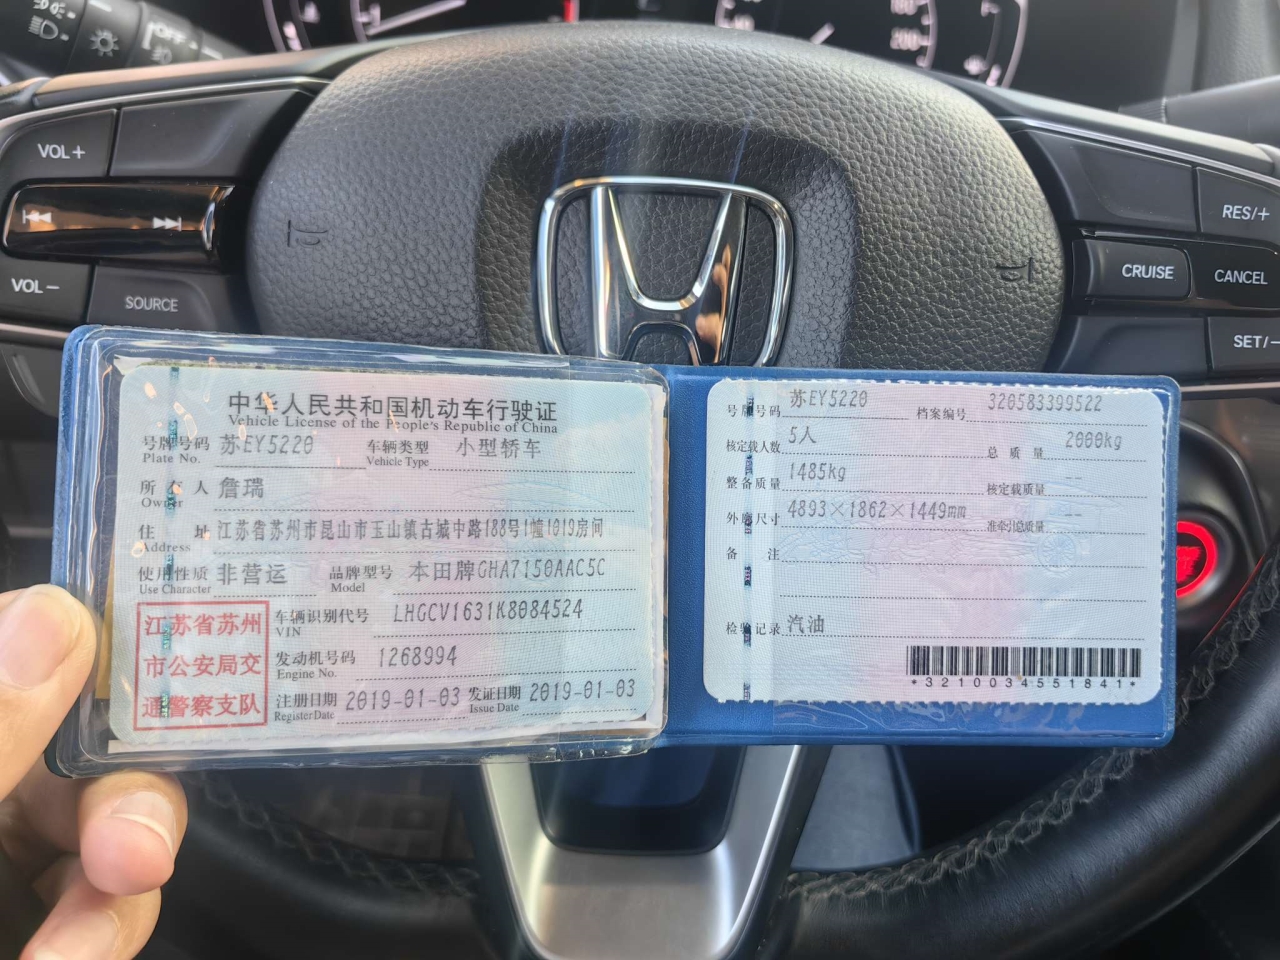 OFF
180
200
VOL+
VOL−
SOURCE
RES/+
CRUISE
CANCEL
SET/−
中华人民共和国机动车行驶证
Vehicle License of the People's Republic of China
号牌号码 苏EY5220 车辆类型 小型轿车
Plate No. Vehicle Type
所有人 詹瑞
Owner
住址 江苏省苏州市昆山市玉山镇古城中路188号1幢1019房间
Address
使用性质 非营运 品牌型号 本田牌GHA7150AAC5C
Use Character Model
江苏省苏州
市公安局交
通警察支队
车辆识别代号 LHGCV1631K8084524
VIN
发动机号码 1268994
Engine No.
注册日期 2019-01-03 发证日期 2019-01-03
Register Date Issue Date
号牌号码 苏EY5220 档案编号 320583399522
核定载人数 5人 总质量 2000kg
整备质量 1485kg 核定载质量 --
外廓尺寸 4893×1862×1449mm 准牵引总质量 --
备注
检验记录 汽油
*3210034551841*